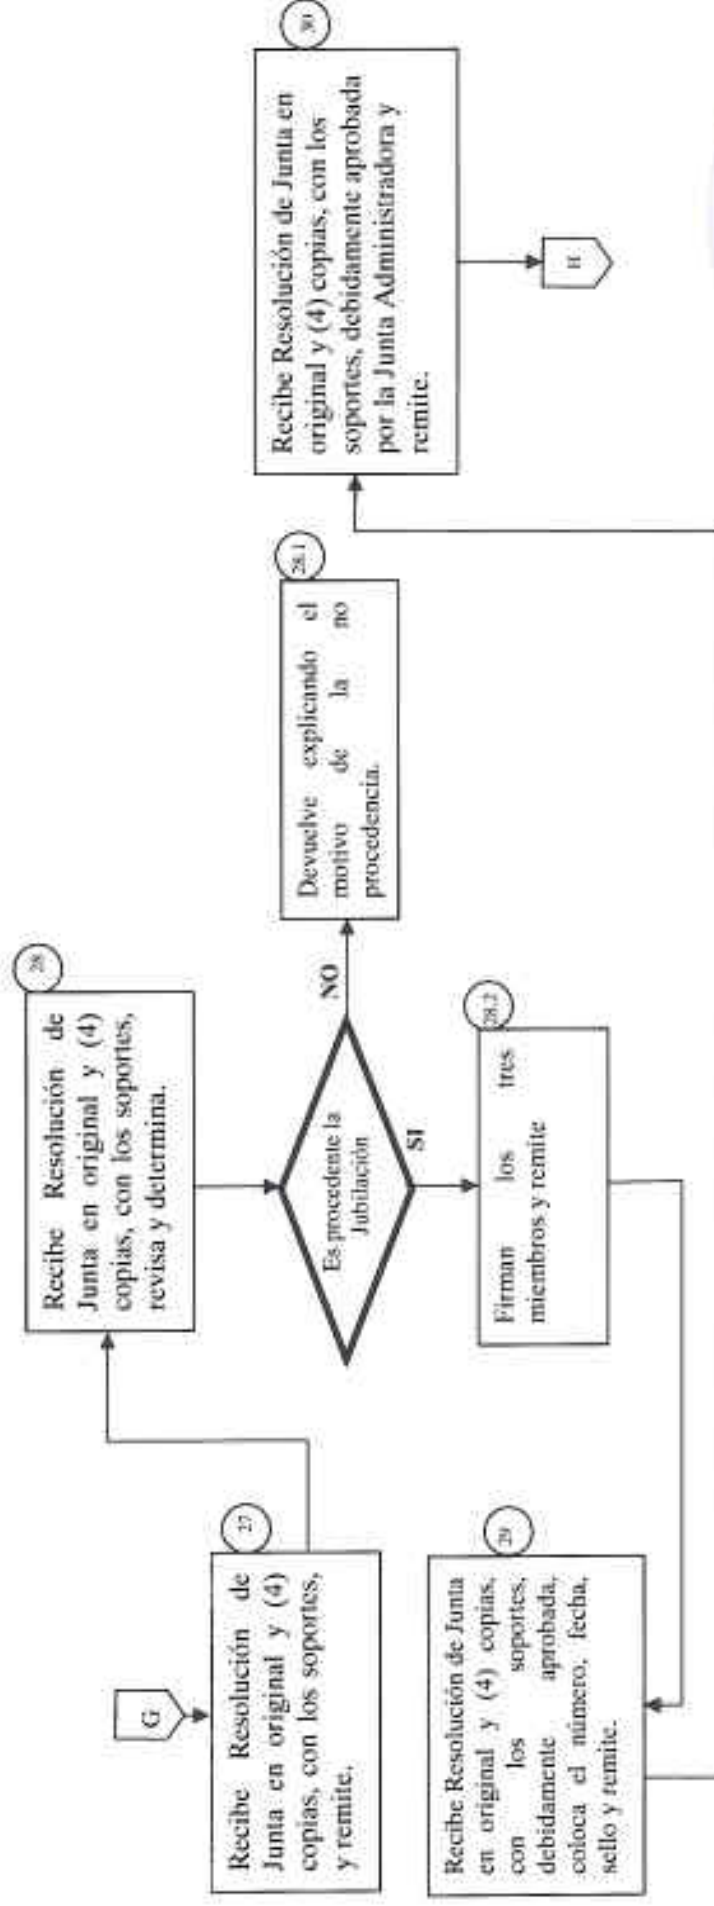 G
27
Recibe Resolución de
Junta en original y (4)
copias, con los soportes,
y remite.
28
Recibe Resolución de
Junta en original y (4)
copias, con los soportes,
revisa y determina.
Es procedente la
Jubilación
NO
28.1
Devuelve explicando el
motivo de la no
procedencia.
SI
28.2
Firman los tres
miembros y remite
29
Recibe Resolución de Junta
en original y (4) copias,
con los soportes,
debidamente aprobada,
coloca el número, fecha,
sello y remite.
30
Recibe Resolución de Junta en
original y (4) copias, con los
soportes, debidamente aprobada
por la Junta Administradora y
remite.
H